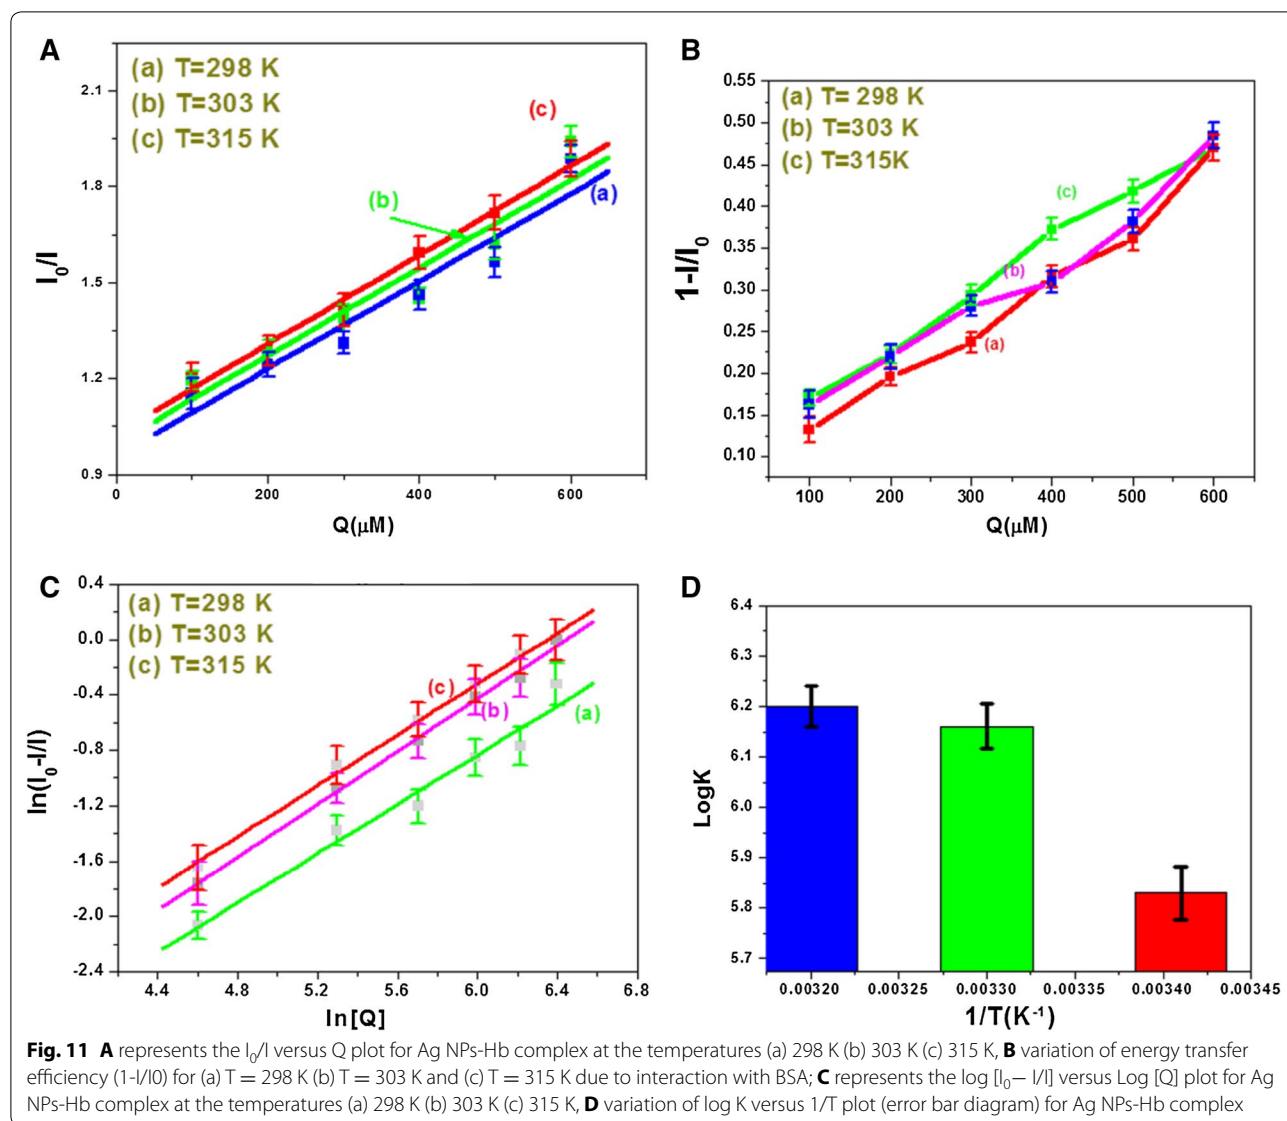 A
(a) T=298 K
(b) T=303 K
(c) T=315 K
(c)
(b)
(a)
I₀/I
2.1
1.8
1.5
1.2
0.9
0 200 400 600
Q(µM)
B
(a) T= 298 K
(b) T=303 K
(c) T=315K
(c)
(b)
(a)
1-I/I₀
0.55
0.50
0.45
0.40
0.35
0.30
0.25
0.20
0.15
0.10
100 200 300 400 500 600
Q(µM)
C
(a) T=298 K
(b) T=303 K
(c) T=315 K
(c)
(b)
(a)
ln(I₀-I/I)
0.4
0.0
-0.4
-0.8
-1.2
-1.6
-2.0
-2.4
4.4 4.8 5.2 5.6 6.0 6.4 6.8
ln[Q]
D
LogK
6.4
6.3
6.2
6.1
6.0
5.9
5.8
5.7
0.00320 0.00325 0.00330 0.00335 0.00340 0.00345
1/T(K⁻¹)
Fig. 11 A represents the I₀/I versus Q plot for Ag NPs-Hb complex at the temperatures (a) 298 K (b) 303 K (c) 315 K, B variation of energy transfer
efficiency (1-I/I0) for (a) T = 298 K (b) T = 303 K and (c) T = 315 K due to interaction with BSA; C represents the log [I₀− I/I] versus Log [Q] plot for Ag
NPs-Hb complex at the temperatures (a) 298 K (b) 303 K (c) 315 K, D variation of log K versus 1/T plot (error bar diagram) for Ag NPs-Hb complex